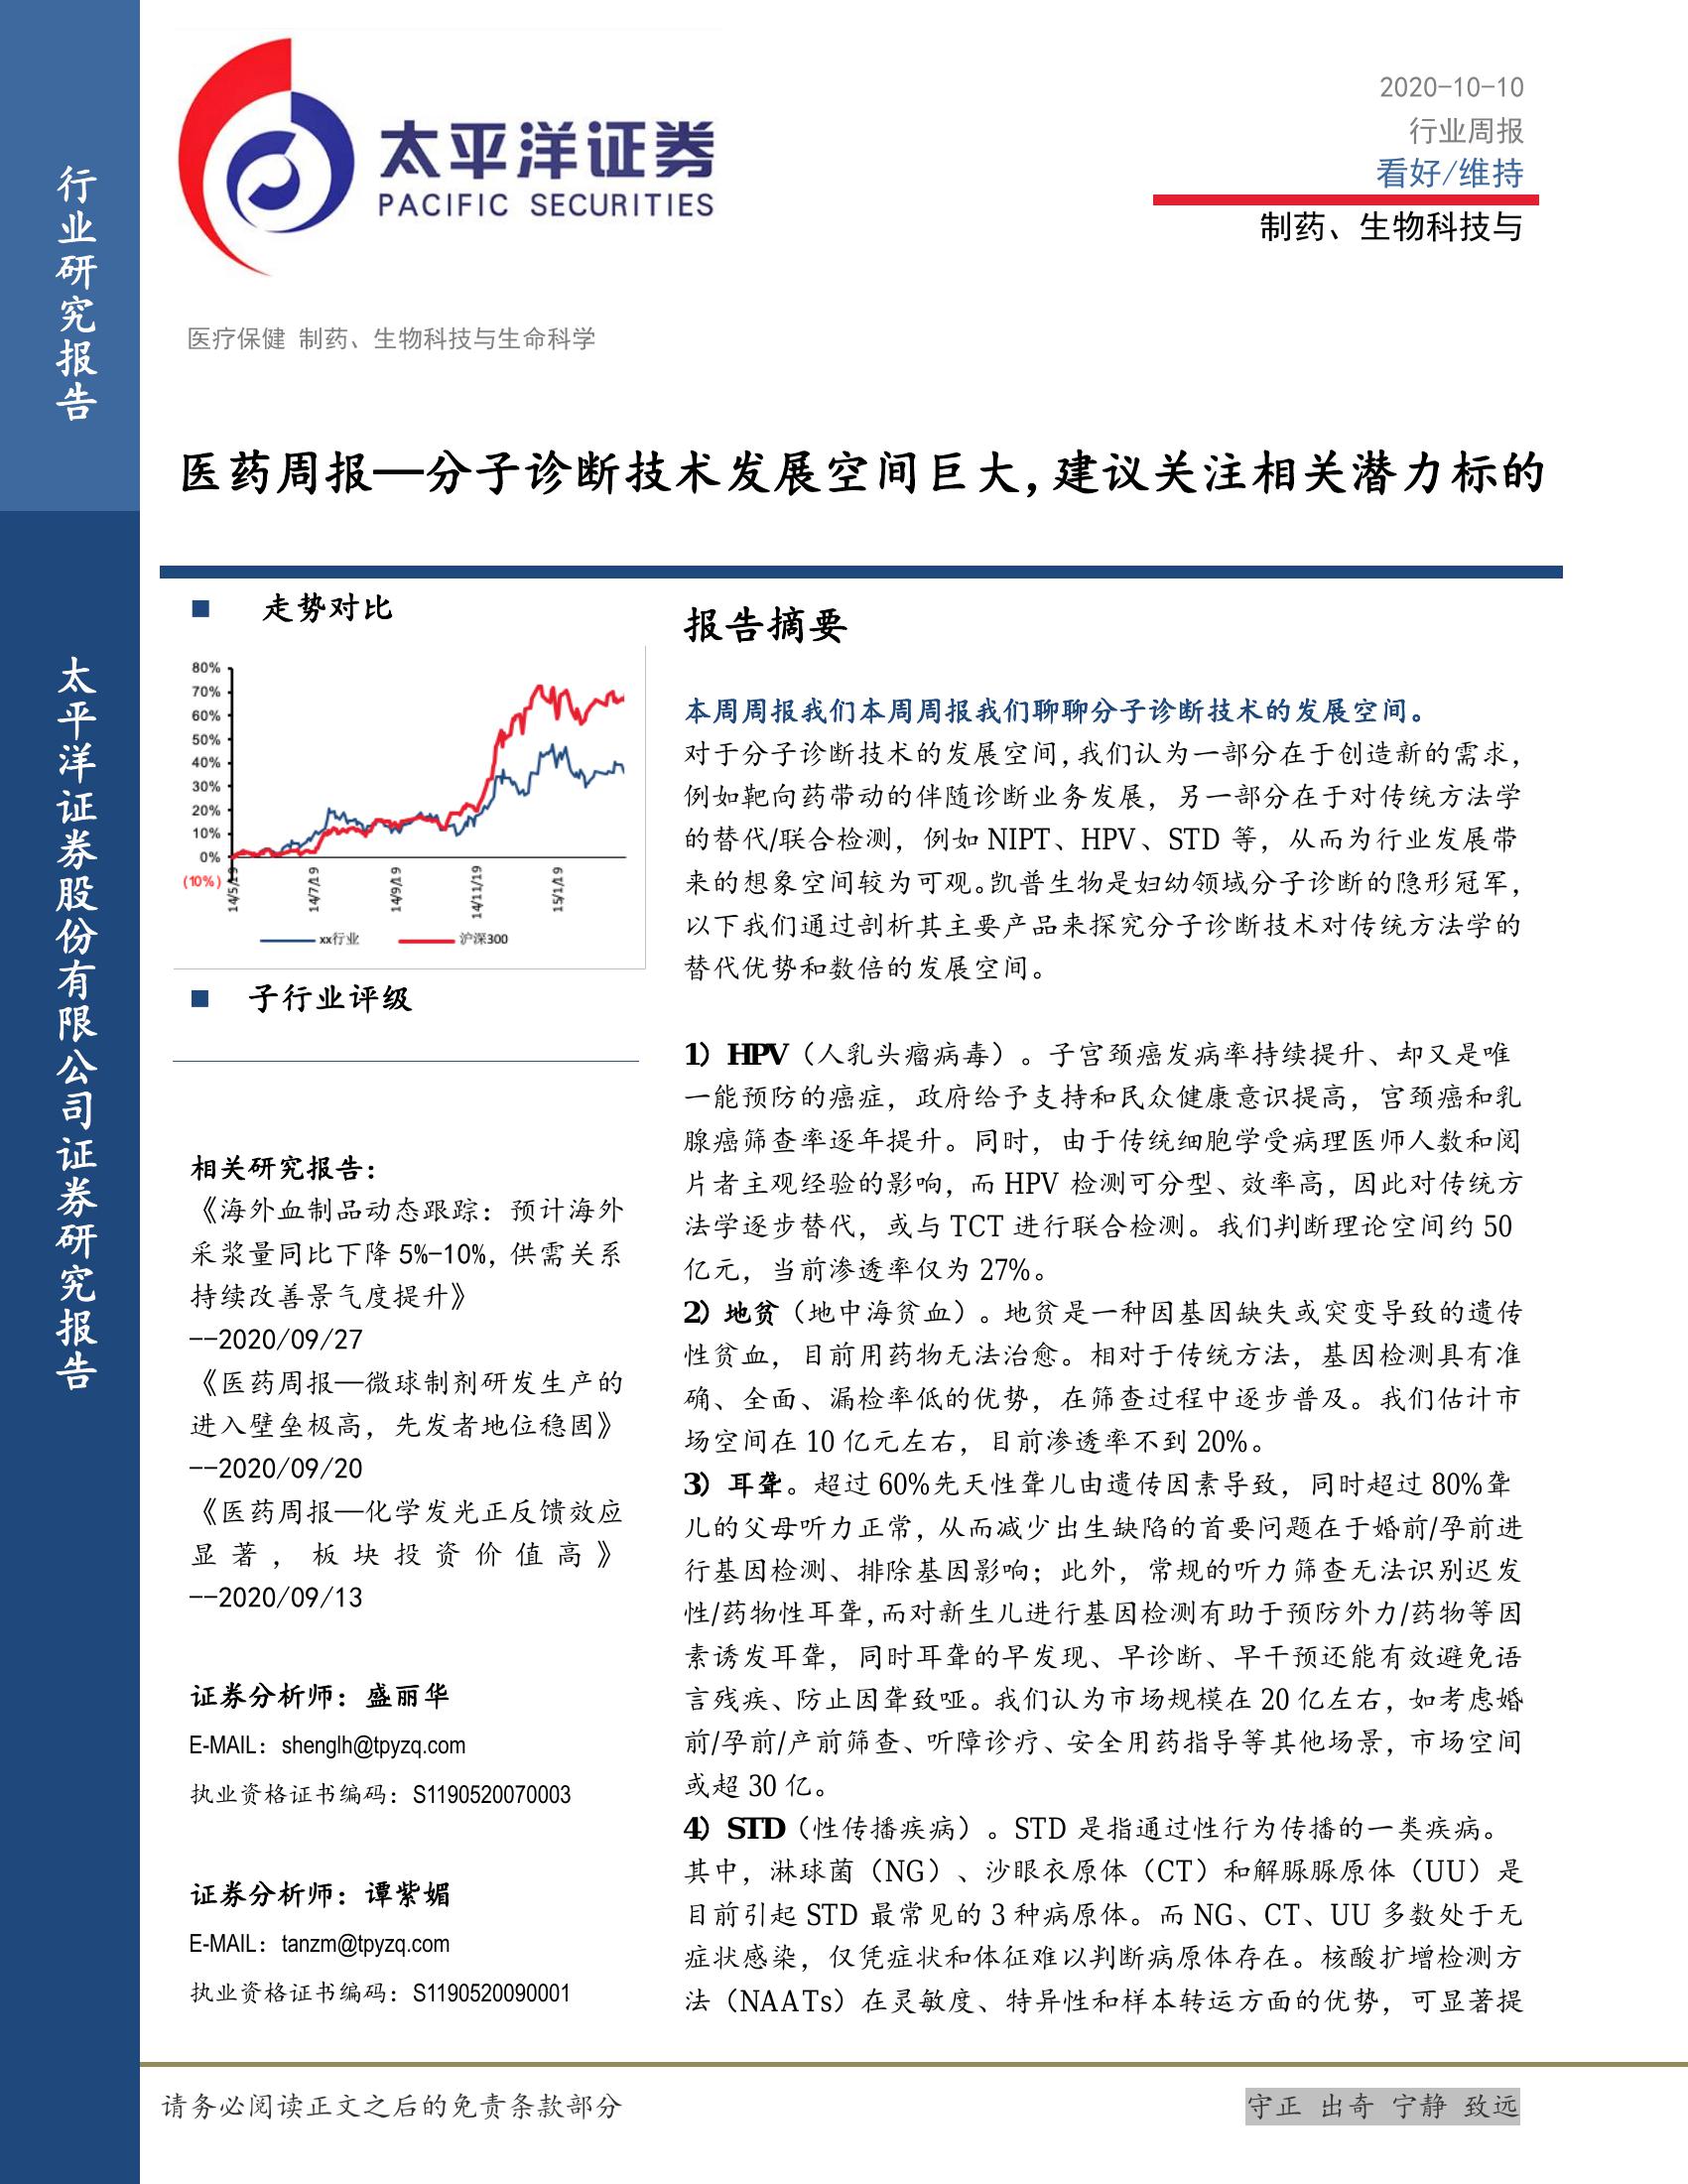 行业研究报告
太平洋证券股份有限公司证券研究报告
太平洋证券
PACIFIC SECURITIES
2020-10-10
行业周报
看好/维持
制药、生物科技与
医疗保健 制药、生物科技与生命科学
医药周报—分子诊断技术发展空间巨大，建议关注相关潜力标的
■ 走势对比
80%
70%
60%
50%
40%
30%
20%
10%
0%
(10%)
14/5/19
14/7/19
14/9/19
14/11/19
15/1/19
xx行业
沪深300
■ 子行业评级
相关研究报告：
《海外血制品动态跟踪：预计海外
采浆量同比下降 5%-10%，供需关系
持续改善景气度提升》
--2020/09/27
《医药周报—微球制剂研发生产的
进入壁垒极高，先发者地位稳固》
--2020/09/20
《医药周报—化学发光正反馈效应
显著，板块投资价值高》
--2020/09/13
证券分析师：盛丽华
E-MAIL：shenglh@tpyzq.com
执业资格证书编码：S1190520070003
证券分析师：谭紫媚
E-MAIL：tanzm@tpyzq.com
执业资格证书编码：S1190520090001
报告摘要
本周周报我们本周周报我们聊聊分子诊断技术的发展空间。
对于分子诊断技术的发展空间，我们认为一部分在于创造新的需求，
例如靶向药带动的伴随诊断业务发展，另一部分在于对传统方法学
的替代/联合检测，例如 NIPT、HPV、STD 等，从而为行业发展带
来的想象空间较为可观。凯普生物是妇幼领域分子诊断的隐形冠军，
以下我们通过剖析其主要产品来探究分子诊断技术对传统方法学的
替代优势和数倍的发展空间。
1）HPV（人乳头瘤病毒）。子宫颈癌发病率持续提升、却又是唯
一能预防的癌症，政府给予支持和民众健康意识提高，宫颈癌和乳
腺癌筛查率逐年提升。同时，由于传统细胞学受病理医师人数和阅
片者主观经验的影响，而 HPV 检测可分型、效率高，因此对传统方
法学逐步替代，或与 TCT 进行联合检测。我们判断理论空间约 50
亿元，当前渗透率仅为 27%。
2）地贫（地中海贫血）。地贫是一种因基因缺失或突变导致的遗传
性贫血，目前用药物无法治愈。相对于传统方法，基因检测具有准
确、全面、漏检率低的优势，在筛查过程中逐步普及。我们估计市
场空间在 10 亿元左右，目前渗透率不到 20%。
3）耳聋。超过 60%先天性聋儿由遗传因素导致，同时超过 80%聋
儿的父母听力正常，从而减少出生缺陷的首要问题在于婚前/孕前进
行基因检测、排除基因影响；此外，常规的听力筛查无法识别迟发
性/药物性耳聋，而对新生儿进行基因检测有助于预防外力/药物等因
素诱发耳聋，同时耳聋的早发现、早诊断、早干预还能有效避免语
言残疾、防止因聋致哑。我们认为市场规模在 20 亿左右，如考虑婚
前/孕前/产前筛查、听障诊疗、安全用药指导等其他场景，市场空间
或超 30 亿。
4）STD（性传播疾病）。STD 是指通过性行为传播的一类疾病。
其中，淋球菌（NG）、沙眼衣原体（CT）和解脲脲原体（UU）是
目前引起 STD 最常见的 3 种病原体。而 NG、CT、UU 多数处于无
症状感染，仅凭症状和体征难以判断病原体存在。核酸扩增检测方
法（NAATs）在灵敏度、特异性和样本转运方面的优势，可显著提
请务必阅读正文之后的免责条款部分
守正 出奇 宁静 致远